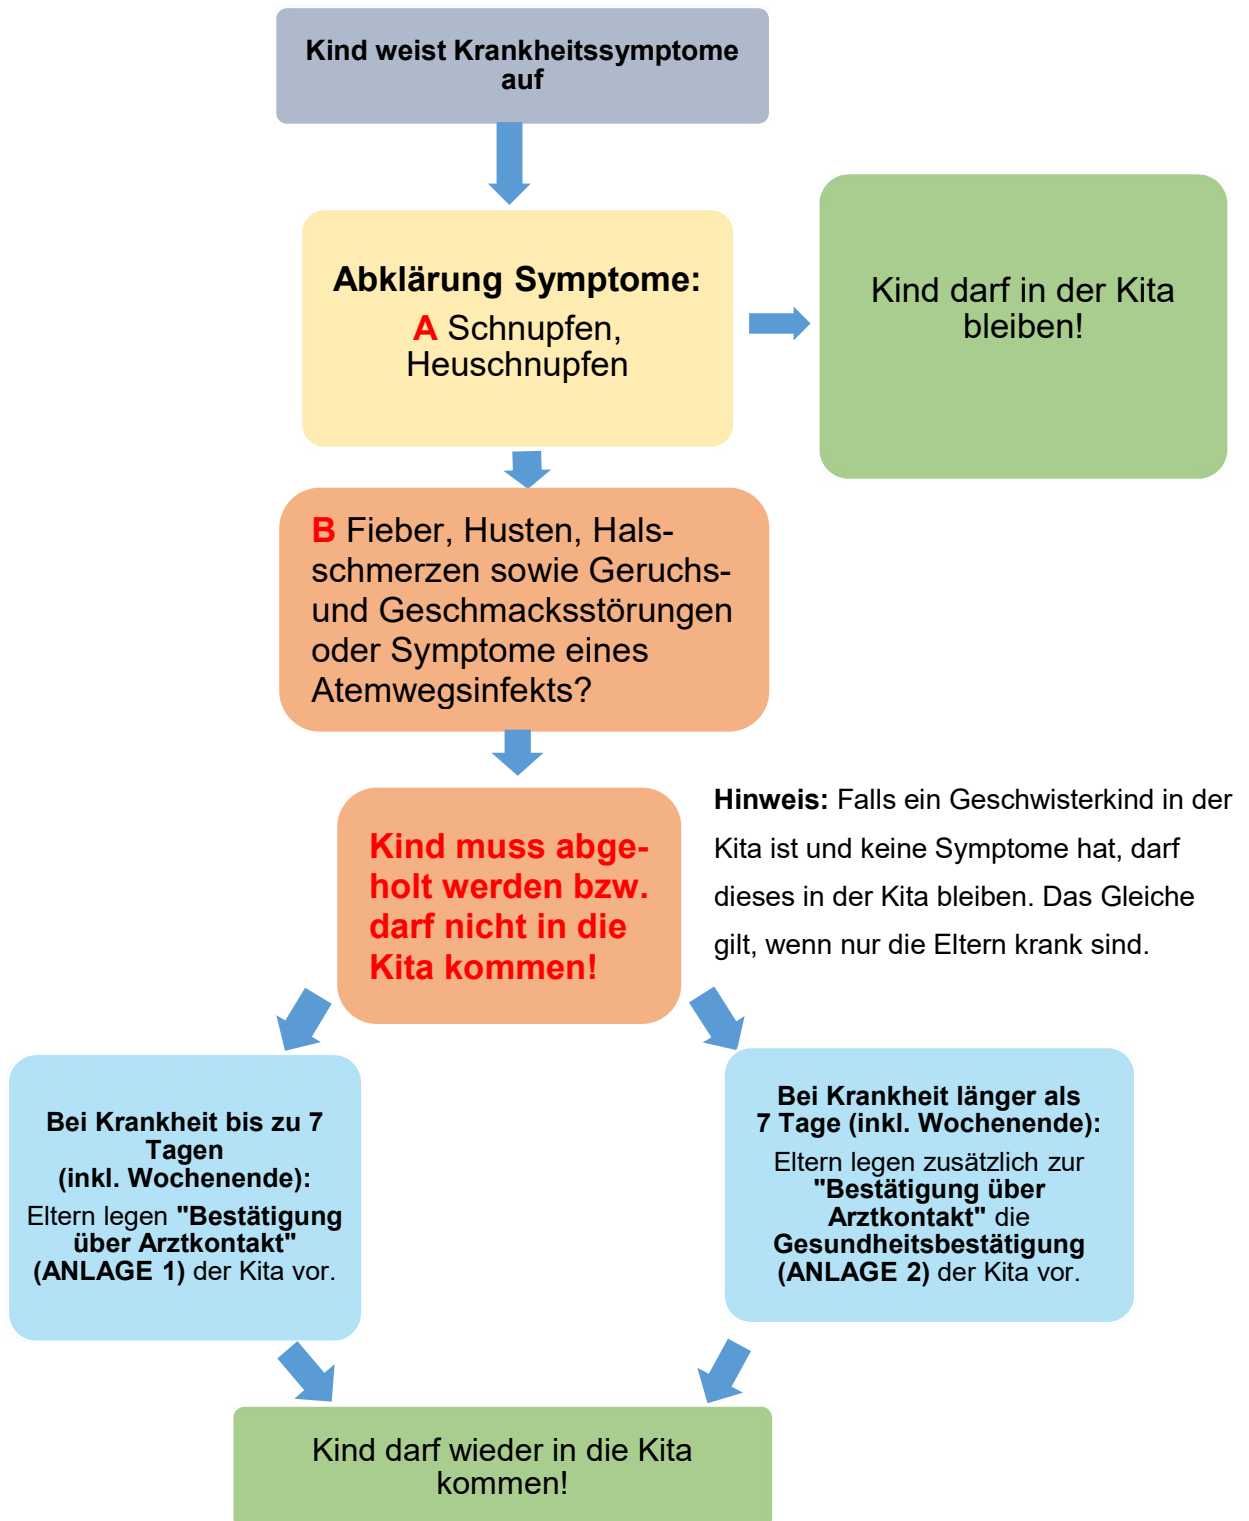 Kind weist Krankheitssymptome
auf
Abklärung Symptome:
A Schnupfen,
Heuschnupfen
Kind darf in der Kita
bleiben!
B Fieber, Husten, Hals-
schmerzen sowie Geruchs-
und Geschmacksstörungen
oder Symptome eines
Atemwegsinfekts?
Kind muss abge-
holt werden bzw.
darf nicht in die
Kita kommen!
Hinweis: Falls ein Geschwisterkind in der
Kita ist und keine Symptome hat, darf
dieses in der Kita bleiben. Das Gleiche
gilt, wenn nur die Eltern krank sind.
Bei Krankheit bis zu 7
Tagen
(inkl. Wochenende):
Eltern legen "Bestätigung
über Arztkontakt"
(ANLAGE 1) der Kita vor.
Bei Krankheit länger als
7 Tage (inkl. Wochenende):
Eltern legen zusätzlich zur
"Bestätigung über
Arztkontakt" die
Gesundheitsbestätigung
(ANLAGE 2) der Kita vor.
Kind darf wieder in die Kita
kommen!